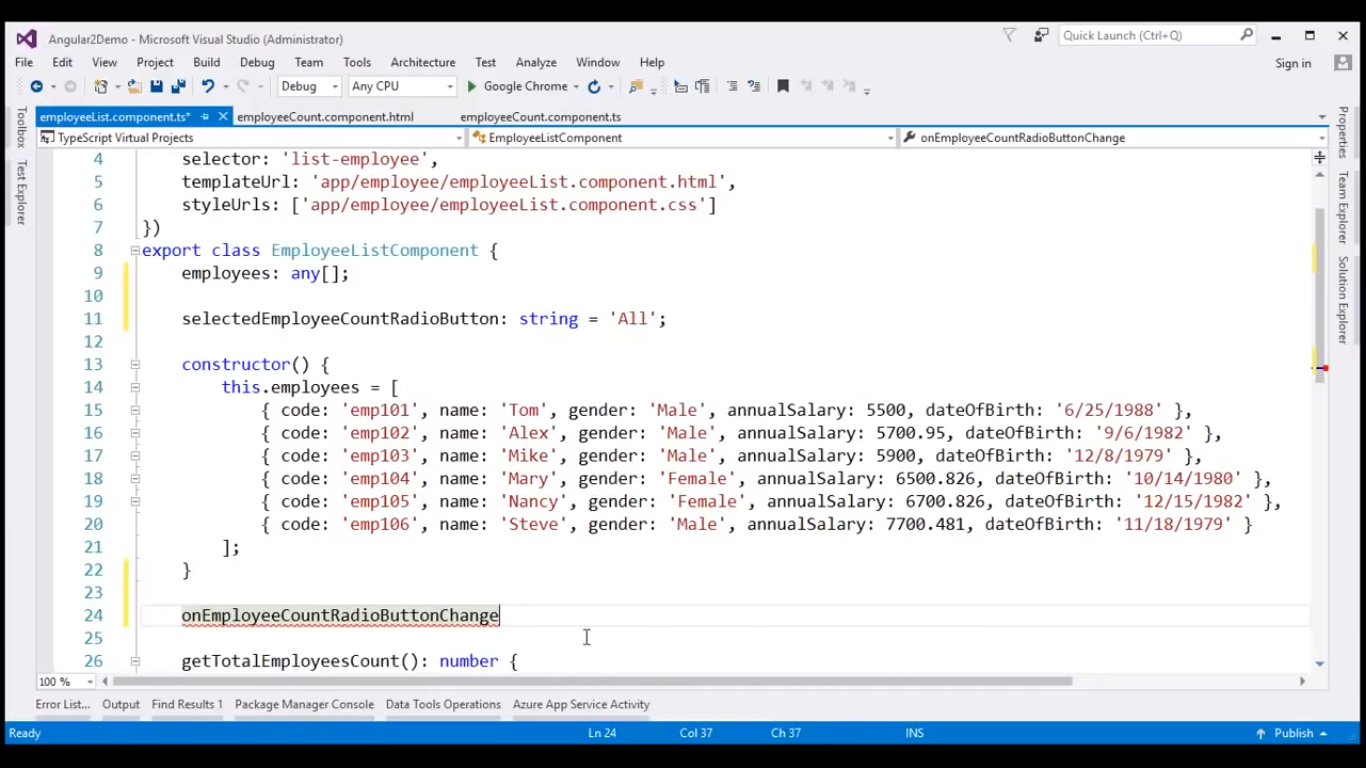 Angular2Demo - Microsoft Visual Studio (Administrator)
Quick Launch (Ctrl+Q)
File Edit View Project Build Debug Team Tools Architecture Test Analyze Window Help
Sign in
Debug Any CPU Google Chrome
employeeList.component.ts* employeeCount.component.html employeeCount.component.ts
TypeScript Virtual Projects EmployeeListComponent onEmployeeCountRadioButtonChange
Toolbox
Test Explorer
4 selector: 'list-employee',
5 templateUrl: 'app/employee/employeeList.component.html',
6 styleUrls: ['app/employee/employeeList.component.css']
7 })
8 export class EmployeeListComponent {
9 employees: any[];
10
11 selectedEmployeeCountRadioButton: string = 'All';
12
13 constructor() {
14 this.employees = [
15 { code: 'emp101', name: 'Tom', gender: 'Male', annualSalary: 5500, dateOfBirth: '6/25/1988' },
16 { code: 'emp102', name: 'Alex', gender: 'Male', annualSalary: 5700.95, dateOfBirth: '9/6/1982' },
17 { code: 'emp103', name: 'Mike', gender: 'Male', annualSalary: 5900, dateOfBirth: '12/8/1979' },
18 { code: 'emp104', name: 'Mary', gender: 'Female', annualSalary: 6500.826, dateOfBirth: '10/14/1980' },
19 { code: 'emp105', name: 'Nancy', gender: 'Female', annualSalary: 6700.826, dateOfBirth: '12/15/1982' },
20 { code: 'emp106', name: 'Steve', gender: 'Male', annualSalary: 7700.481, dateOfBirth: '11/18/1979' }
21 ];
22 }
23
24 onEmployeeCountRadioButtonChange
25
26 getTotalEmployeesCount(): number {
Properties
Team Explorer
Solution Explorer
100 %
Error List... Output Find Results 1 Package Manager Console Data Tools Operations Azure App Service Activity
Ready Ln 24 Col 37 Ch 37 INS Publish